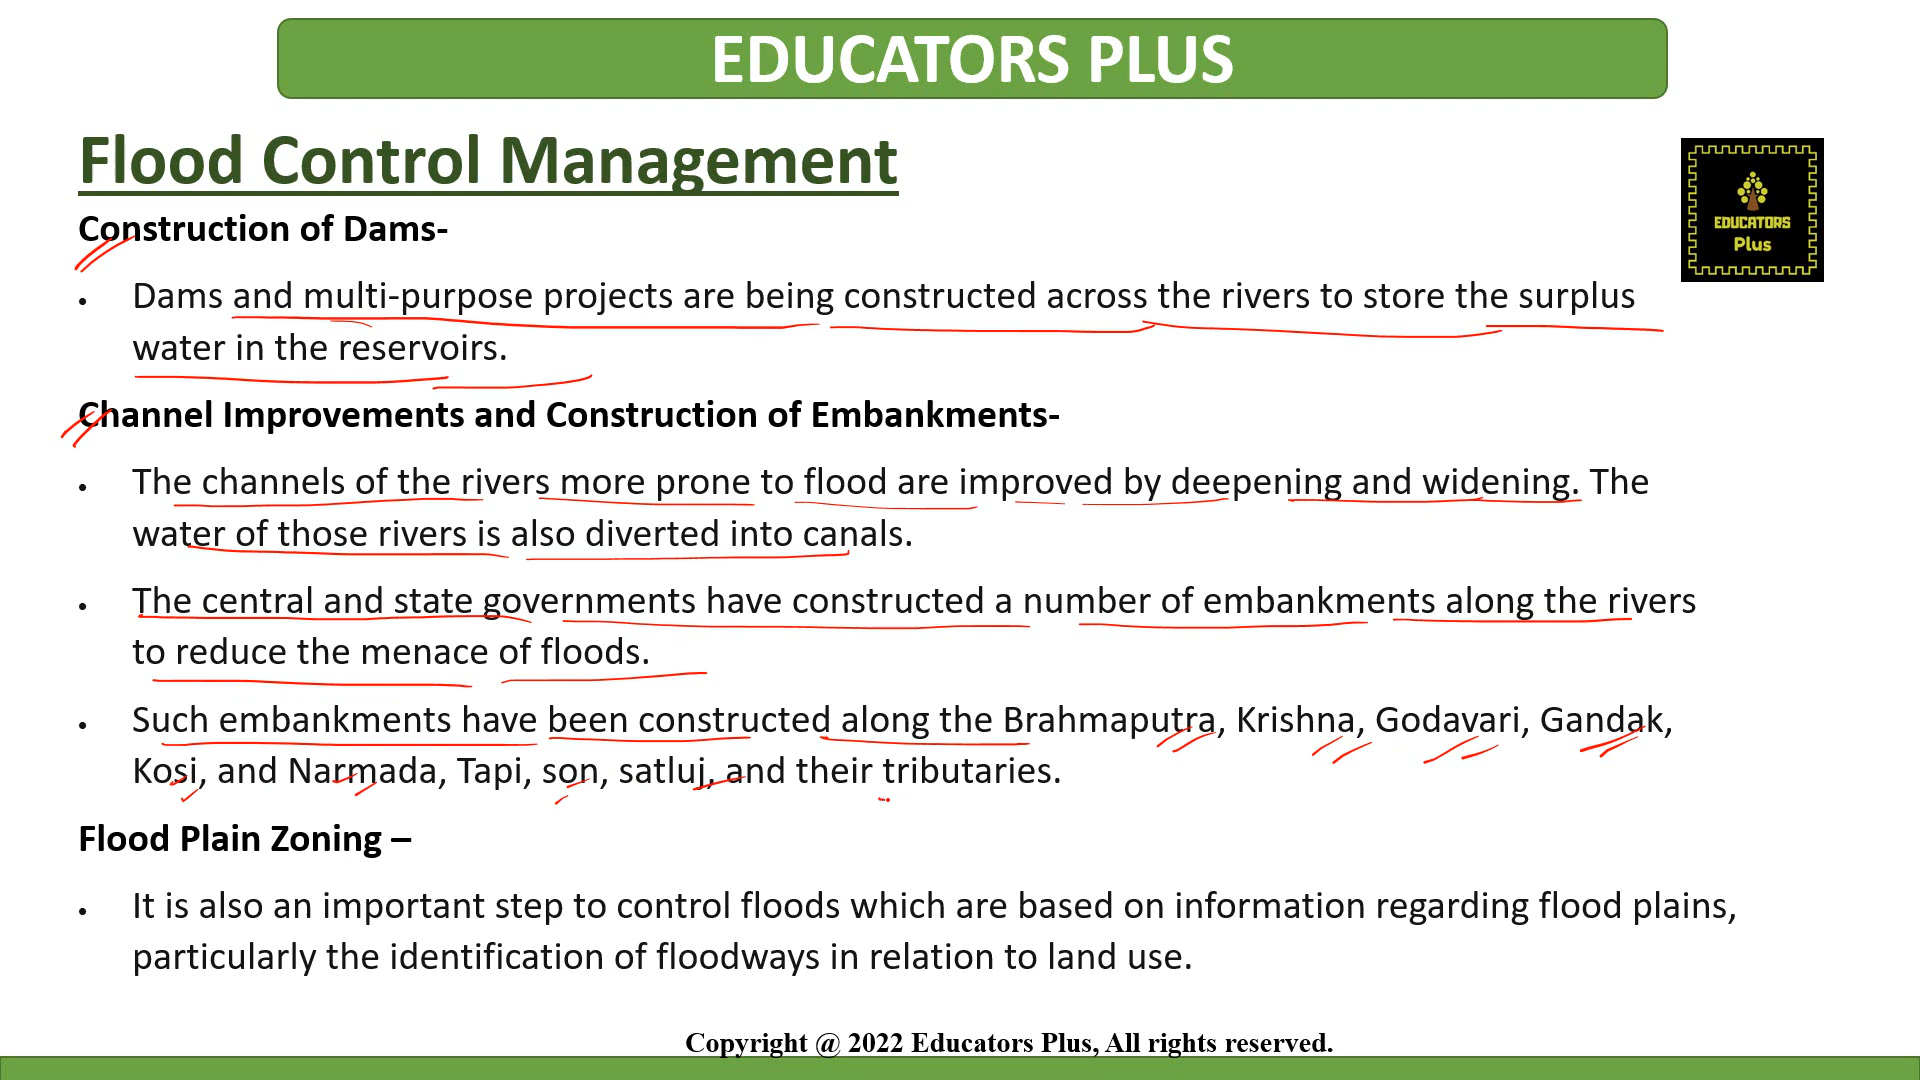 EDUCATORS PLUS
Flood Control Management
EDUCATORS
Plus
Construction of Dams-
• Dams and multi-purpose projects are being constructed across the rivers to store the surplus
water in the reservoirs.
Channel Improvements and Construction of Embankments-
• The channels of the rivers more prone to flood are improved by deepening and widening. The
water of those rivers is also diverted into canals.
• The central and state governments have constructed a number of embankments along the rivers
to reduce the menace of floods.
• Such embankments have been constructed along the Brahmaputra, Krishna, Godavari, Gandak,
Kosi, and Narmada, Tapi, son, satluj, and their tributaries.
Flood Plain Zoning –
• It is also an important step to control floods which are based on information regarding flood plains,
particularly the identification of floodways in relation to land use.
Copyright @ 2022 Educators Plus, All rights reserved.